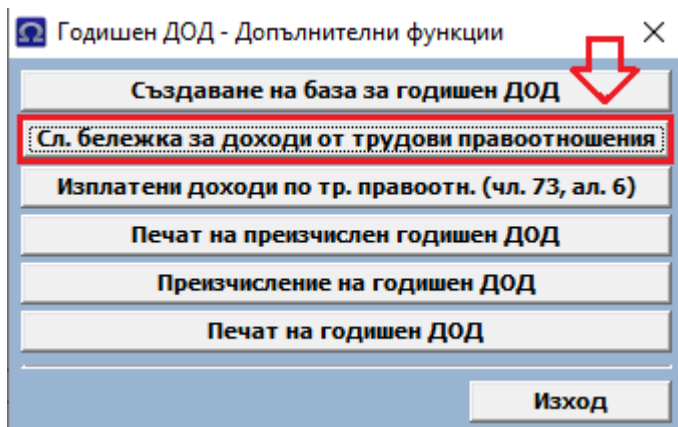 Годишен ДОД - Допълнителни функции
Създаване на база за годишен ДОД
Сл. бележка за доходи от трудови правоотношения
Изплатени доходи по тр. правоотн. (чл. 73, ал. 6)
Печат на преизчислен годишен ДОД
Преизчисление на годишен ДОД
Печат на годишен ДОД
Изход